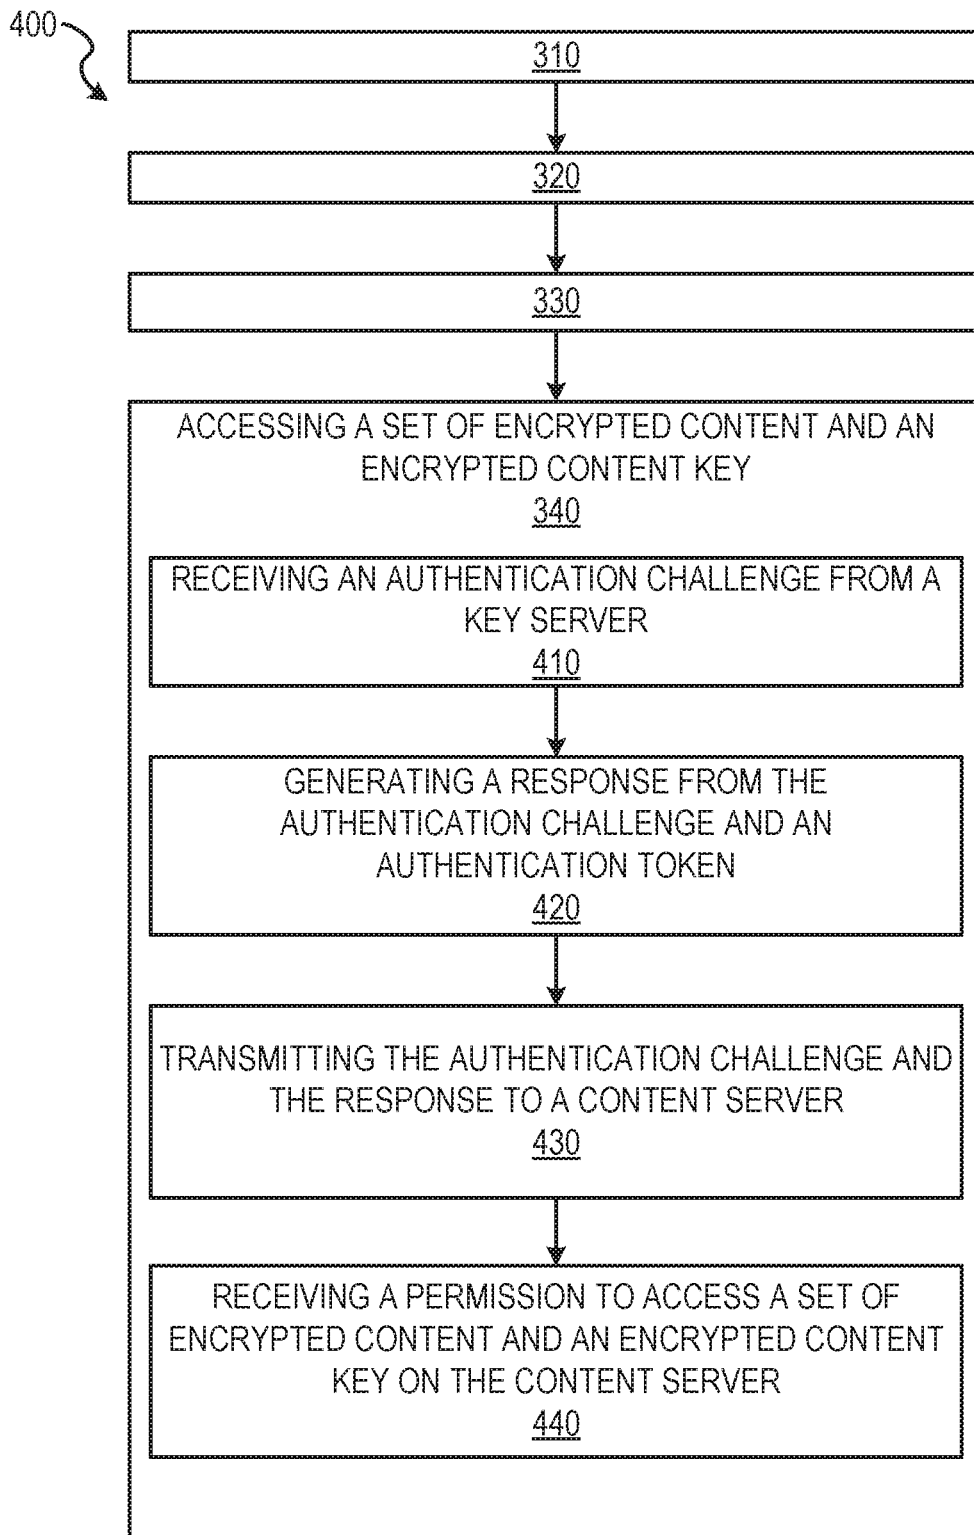 400
310
320
330
ACCESSING A SET OF ENCRYPTED CONTENT AND AN
ENCRYPTED CONTENT KEY
340
RECEIVING AN AUTHENTICATION CHALLENGE FROM A
KEY SERVER
410
GENERATING A RESPONSE FROM THE
AUTHENTICATION CHALLENGE AND AN
AUTHENTICATION TOKEN
420
TRANSMITTING THE AUTHENTICATION CHALLENGE AND
THE RESPONSE TO A CONTENT SERVER
430
RECEIVING A PERMISSION TO ACCESS A SET OF
ENCRYPTED CONTENT AND AN ENCRYPTED CONTENT
KEY ON THE CONTENT SERVER
440